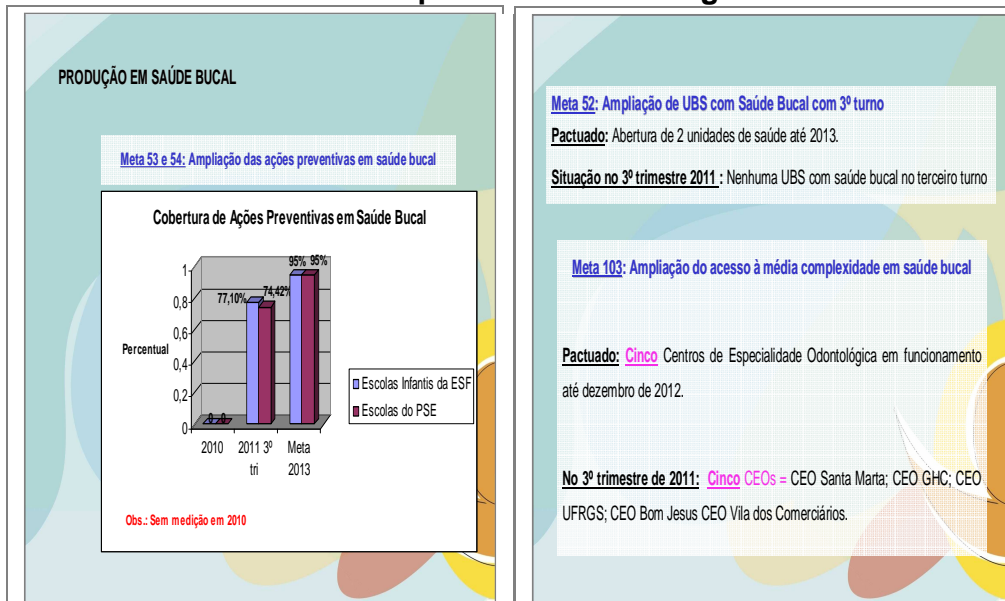 PRODUÇÃO EM SAÚDE BUCAL
Meta 53 e 54: Ampliação das ações preventivas em saúde bucal
Cobertura de Ações Preventivas em Saúde Bucal
95% 95%
77,10% 74,42%
0 0
1
0,8
0,6
0,4
0,2
0
Percentual
2010
2011 3º
tri
Meta
2013
Escolas Infantis da ESF
Escolas do PSE
Obs.: Sem medição em 2010
Meta 52: Ampliação de UBS com Saúde Bucal com 3º turno
Pactuado: Abertura de 2 unidades de saúde até 2013.
Situação no 3º trimestre 2011 : Nenhuma UBS com saúde bucal no terceiro turno
Meta 103: Ampliação do acesso à média complexidade em saúde bucal
Pactuado: Cinco Centros de Especialidade Odontológica em funcionamento
até dezembro de 2012.
No 3º trimestre de 2011: Cinco CEOs = CEO Santa Marta; CEO GHC; CEO
UFRGS; CEO Bom Jesus CEO Vila dos Comerciários.